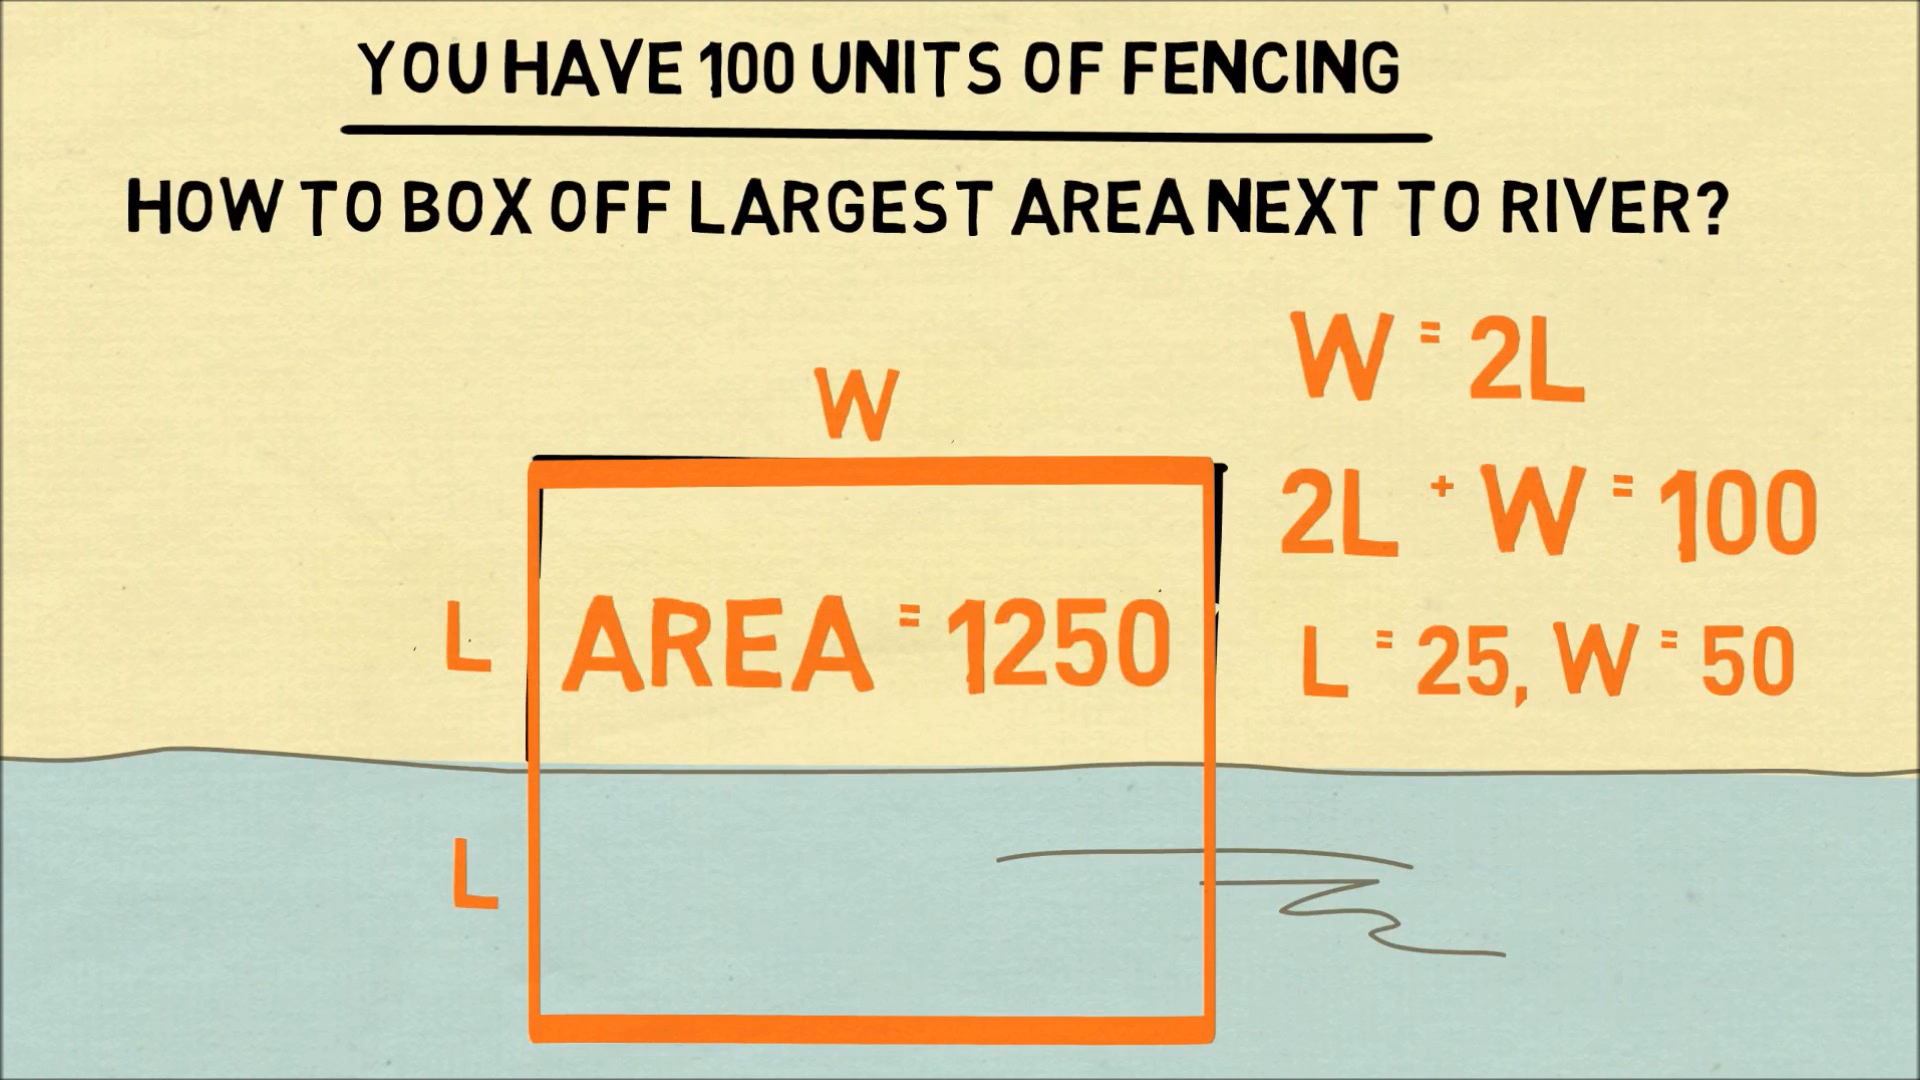 YOU HAVE 100 UNITS OF FENCING
HOW TO BOX OFF LARGEST AREA NEXT TO RIVER?
W = 2L
W
2L + W = 100
L
AREA = 1250
L = 25, W = 50
L